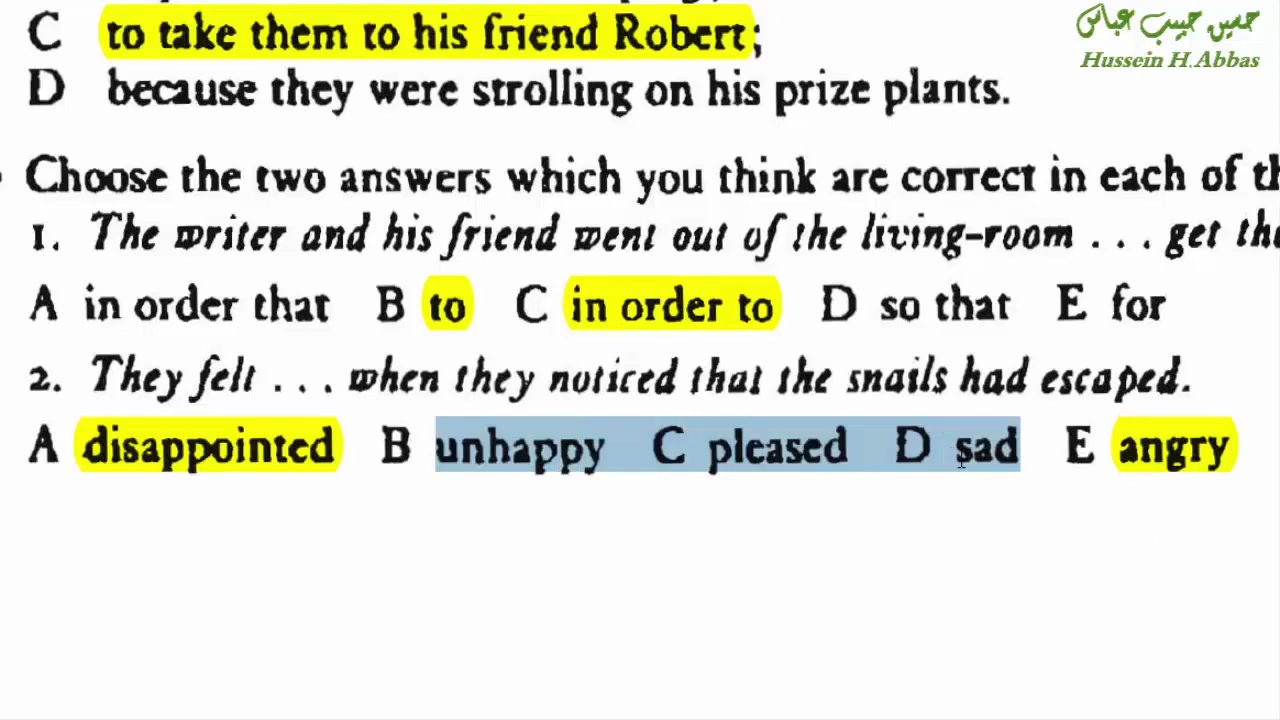 حسين حبيب عباس
Hussein H.Abbas
C to take them to his friend Robert;
D because they were strolling on his prize plants.
Choose the two answers which you think are correct in each of th
1. The writer and his friend went out of the living-room . . . get the
A in order that B to C in order to D so that E for
2. They felt . . . when they noticed that the snails had escaped.
A disappointed B unhappy C pleased D sad E angry